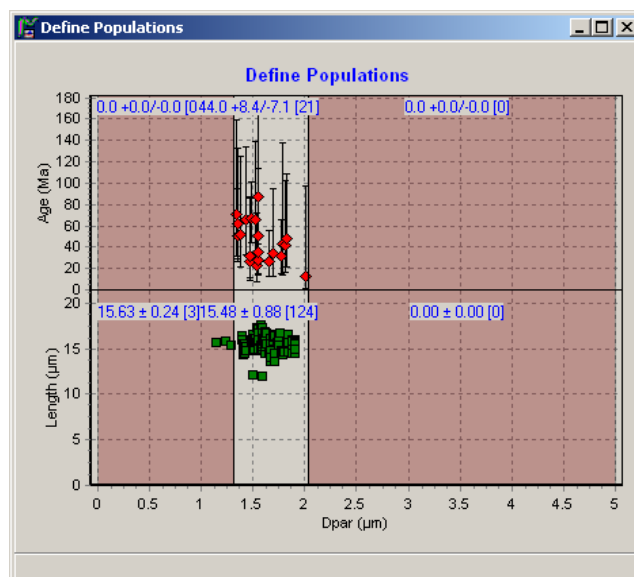 Define Populations
Define Populations
180
160
140
120
100
80
60
40
20
0
Age (Ma)
0.0 +0.0/-0.0 [044.0 +8.4/-7.1 [21]
0.0 +0.0/-0.0 [0]
20
15
10
5
0
Length (µm)
15.63 ± 0.24 [3]15.48 ± 0.88 [124]
0.00 ± 0.00 [0]
0 0.5 1 1.5 2 2.5 3 3.5 4 4.5 5
Dpar (µm)